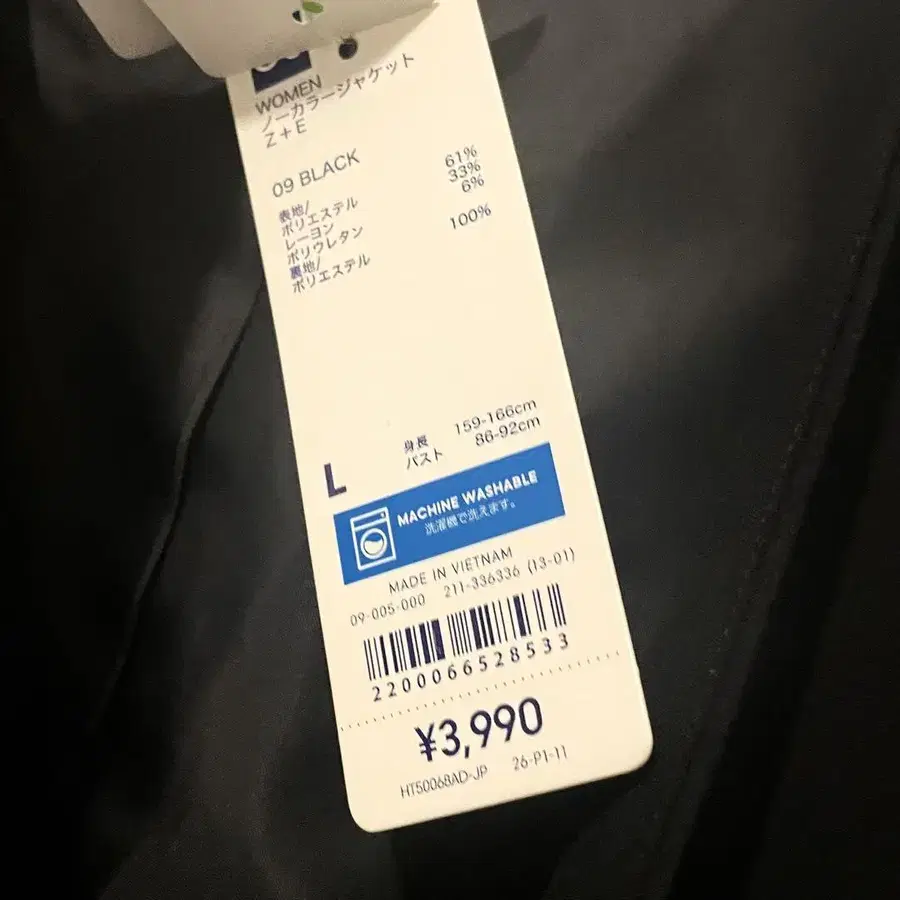 WOMEN
ノーカラージャケット
Z+E
09 BLACK
表地/
ポリエステル 61%
レーヨン 33%
ポリウレタン 6%
裏地/
ポリエステル 100%
L
身長 159-166cm
バスト 86-92cm
MACHINE WASHABLE
洗濯機で洗えます。
MADE IN VIETNAM
09-005-000 211-336336 (13-01)
2200066528533
¥3,990
HT50068AD-JP 26-P1-11